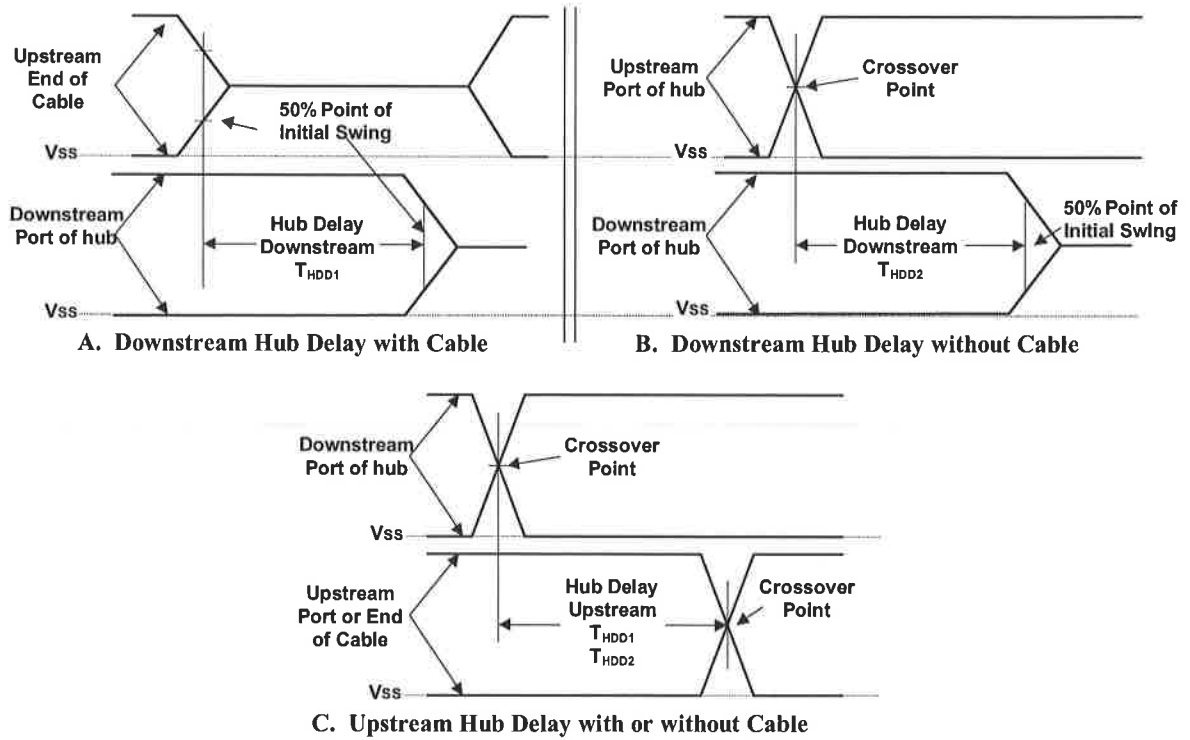 Upstream
End of
Cable
50% Point of
Initial Swing
Vss
Downstream
Port of hub
Hub Delay
Downstream
THDD1
Vss
A. Downstream Hub Delay with Cable
Upstream
Port of hub
Crossover
Point
Vss
Downstream
Port of hub
Hub Delay
Downstream
THDD2
50% Point of
Initial Swing
Vss
B. Downstream Hub Delay without Cable
Downstream
Port of hub
Crossover
Point
Vss
Upstream
Port or End
of Cable
Hub Delay
Upstream
THDD1
THDD2
Crossover
Point
Vss
C. Upstream Hub Delay with or without Cable